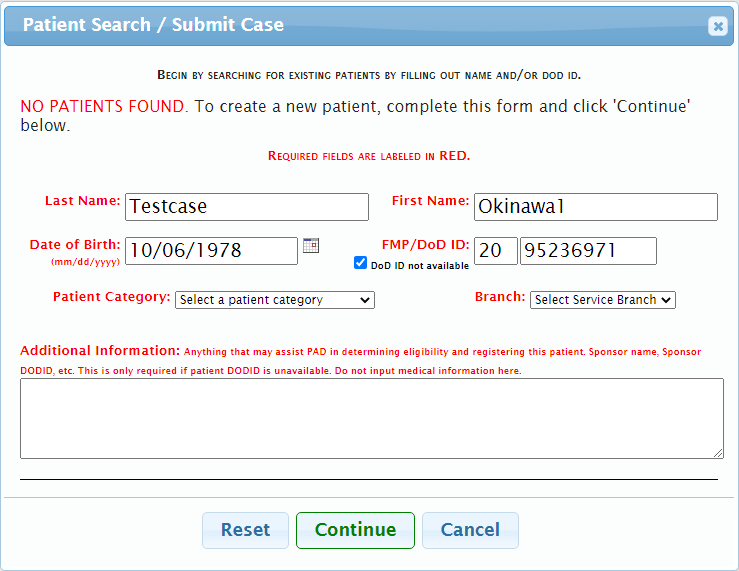 Patient Search / Submit Case
Begin by searching for existing patients by filling out name and/or dod id.
NO PATIENTS FOUND. To create a new patient, complete this form and click 'Continue'
below.
Required fields are labeled in RED.
Last Name: Testcase First Name: Okinawa1
Date of Birth: 10/06/1978 FMP/DoD ID: 20 95236971
(mm/dd/yyyy) DoD ID not available
Patient Category: Select a patient category Branch: Select Service Branch
Additional Information: Anything that may assist PAD in determining eligibility and registering this patient. Sponsor name, Sponsor
DODID, etc. This is only required if patient DODID is unavailable. Do not input medical information here.
Reset Continue Cancel